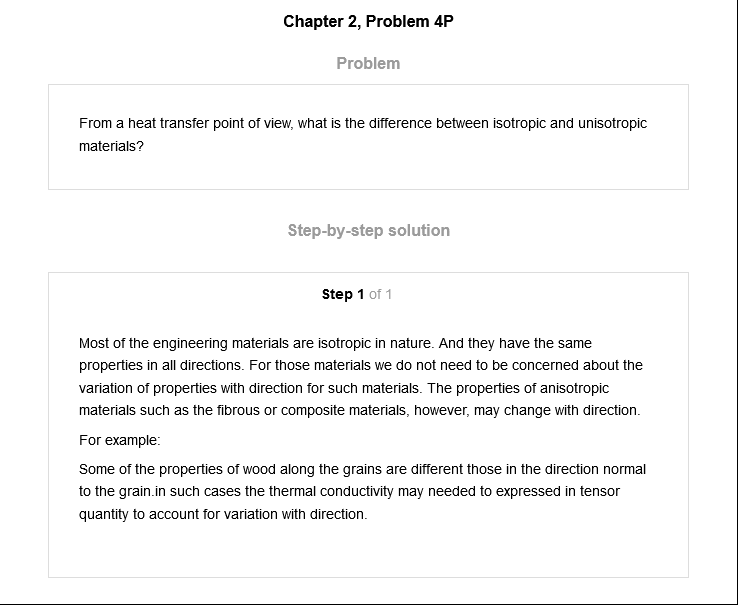 Chapter 2, Problem 4P
Problem
From a heat transfer point of view, what is the difference between isotropic and unisotropic
materials?
Step-by-step solution
Step 1 of 1
Most of the engineering materials are isotropic in nature. And they have the same
properties in all directions. For those materials we do not need to be concerned about the
variation of properties with direction for such materials. The properties of anisotropic
materials such as the fibrous or composite materials, however, may change with direction.
For example:
Some of the properties of wood along the grains are different those in the direction normal
to the grain.in such cases the thermal conductivity may needed to expressed in tensor
quantity to account for variation with direction.